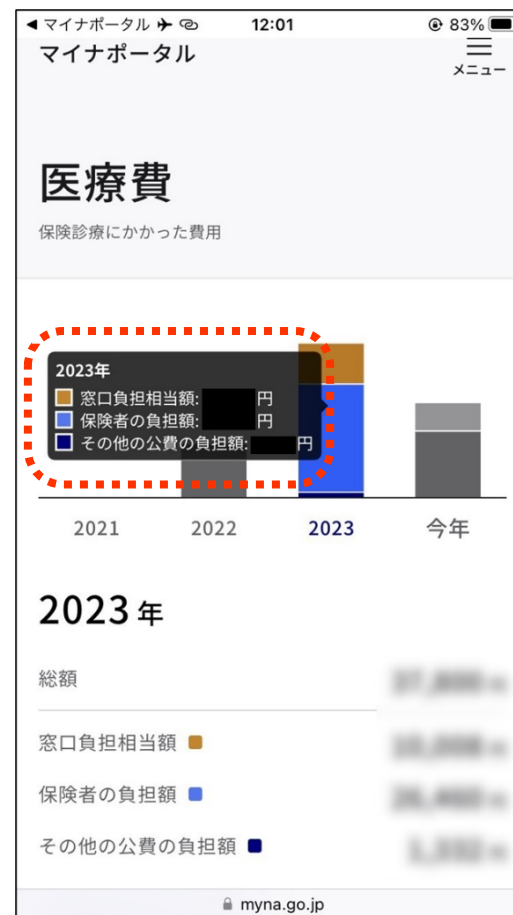 マイナポータル 12:01 83%
マイナポータル
メニュー
医療費
保険診療にかかった費用
2023年
窓口負担相当額: 円
保険者の負担額: 円
その他の公費の負担額: 円
2021 2022 2023 今年
2023年
総額
窓口負担相当額
保険者の負担額
その他の公費の負担額
myna.go.jp